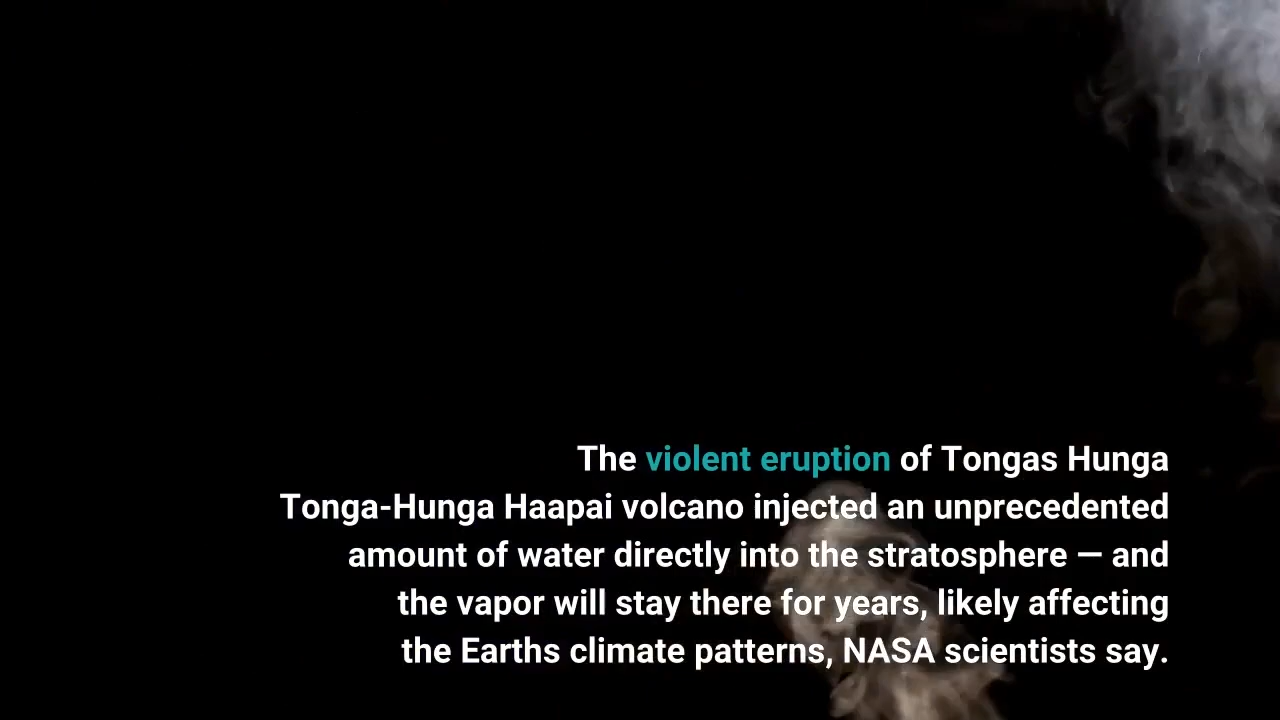 The violent eruption of Tongas Hunga
Tonga-Hunga Haapai volcano injected an unprecedented
amount of water directly into the stratosphere — and
the vapor will stay there for years, likely affecting
the Earths climate patterns, NASA scientists say.